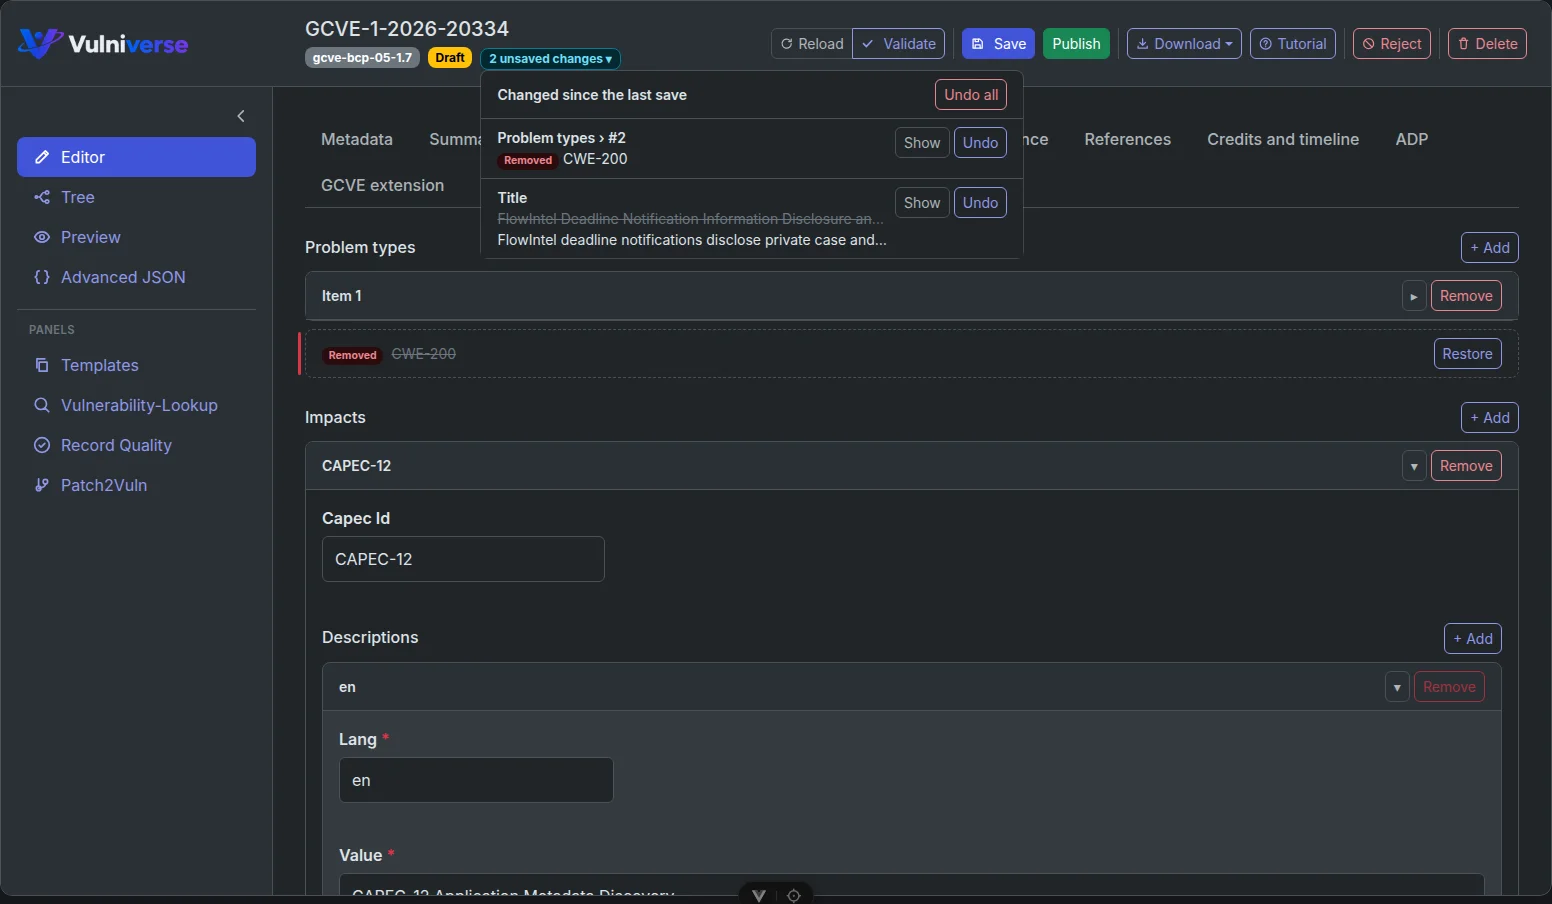 Vulniverse
GCVE-1-2026-20334
gcve-bcp-05-1.7 Draft 2 unsaved changes ▾
Reload Validate Save Publish Download Tutorial Reject Delete
Changed since the last save Undo all
Problem types › #2 Show Undo
Removed CWE-200
Title Show Undo
FlowIntel Deadline Notification Information Disclosure an...
FlowIntel deadline notifications disclose private case and...
Editor
Tree
Preview
Advanced JSON
PANELS
Templates
Vulnerability-Lookup
Record Quality
Patch2Vuln
Metadata References Credits and timeline ADP
GCVE extension
Problem types + Add
Item 1 ▸ Remove
Removed CWE-200 Restore
Impacts + Add
CAPEC-12 ▾ Remove
Capec Id
CAPEC-12
Descriptions + Add
en ▾ Remove
Lang *
en
Value *
CAPEC-12 Application Metadata Discovery